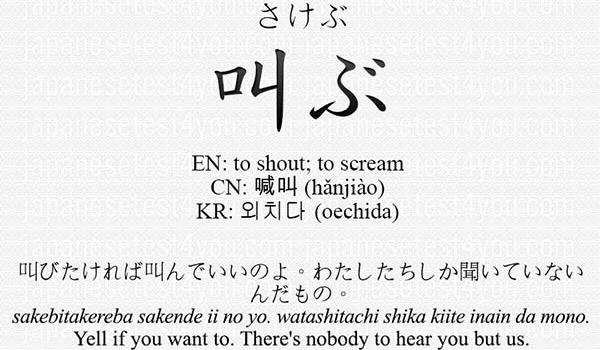 さけぶ
叫ぶ
EN: to shout; to scream
CN: 喊叫 (hǎnjiào)
KR: 외치다 (oechida)
叫びたければ叫んでいいのよ。わたしたちしか聞いていない
んだもの。
sakebitakereba sakende ii no yo. watashitachi shika kiite inain da mono.
Yell if you want to. There's nobody to hear you but us.
japanesetest4you.com